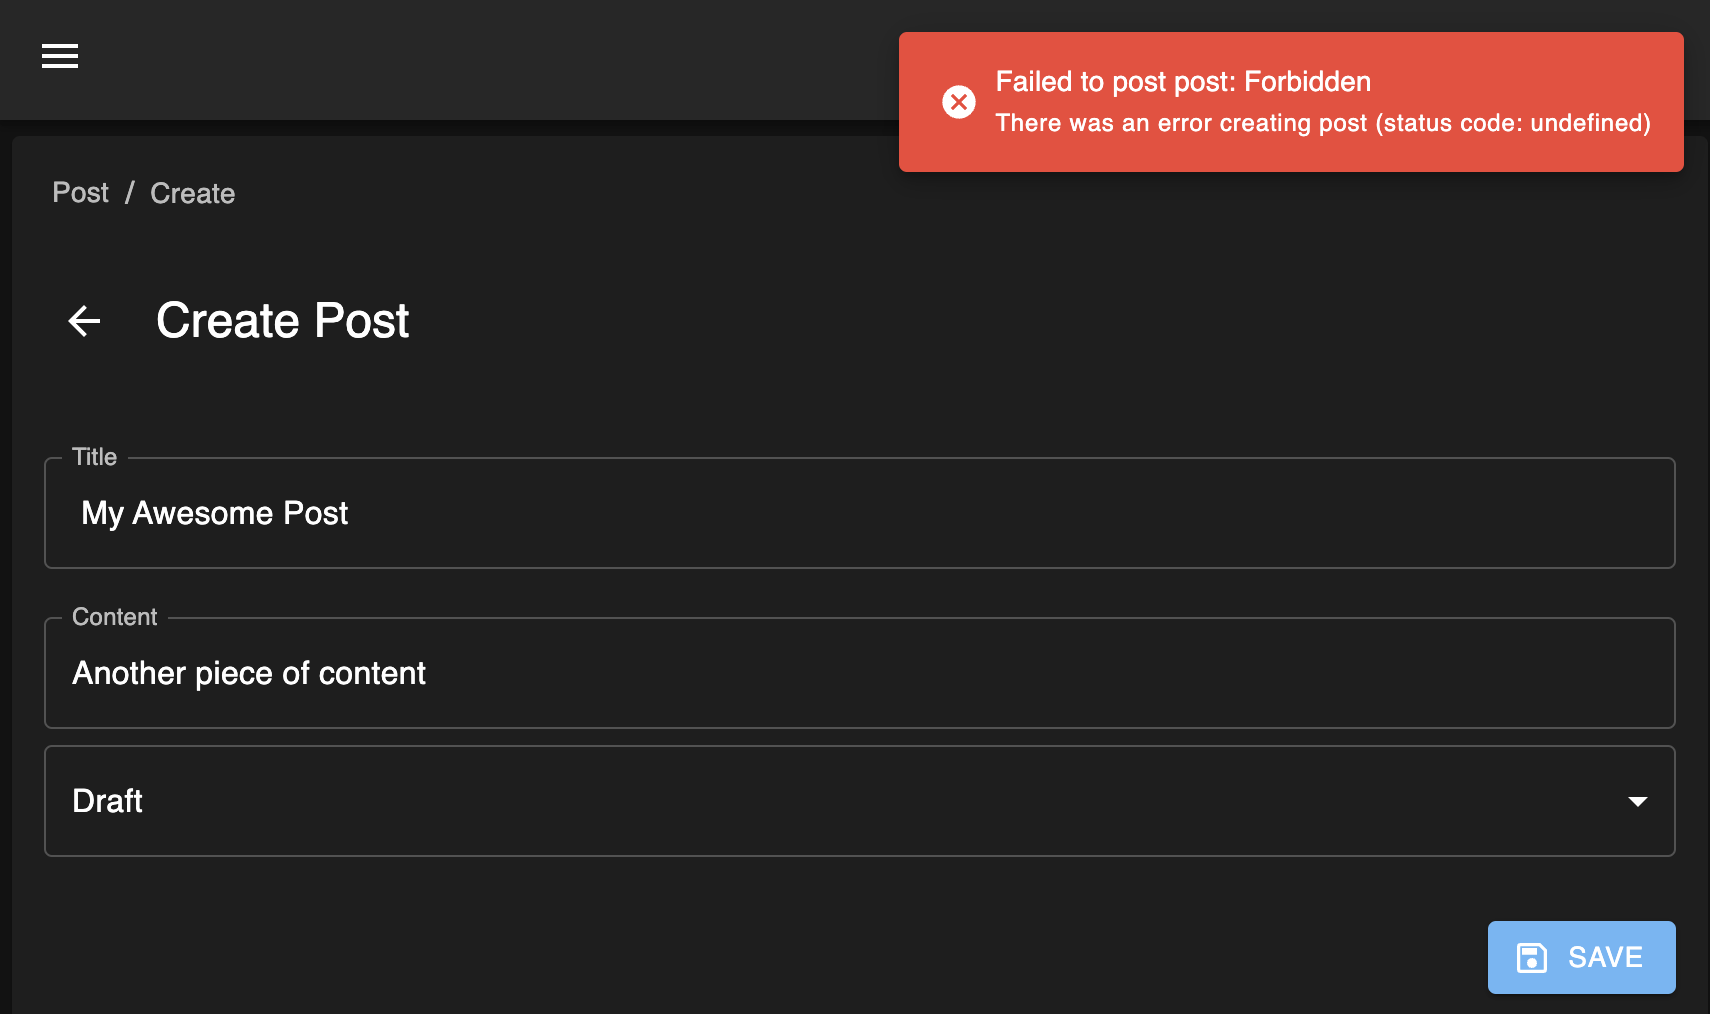 Failed to post post: Forbidden
There was an error creating post (status code: undefined)
Post / Create
Create Post
Title
My Awesome Post
Content
Another piece of content
Draft
SAVE